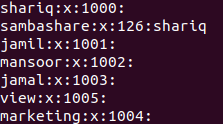 shariq:x:1000:
sambashare:x:126:shariq
jamil:x:1001:
mansoor:x:1002:
jamal:x:1003:
view:x:1005:
marketing:x:1004: